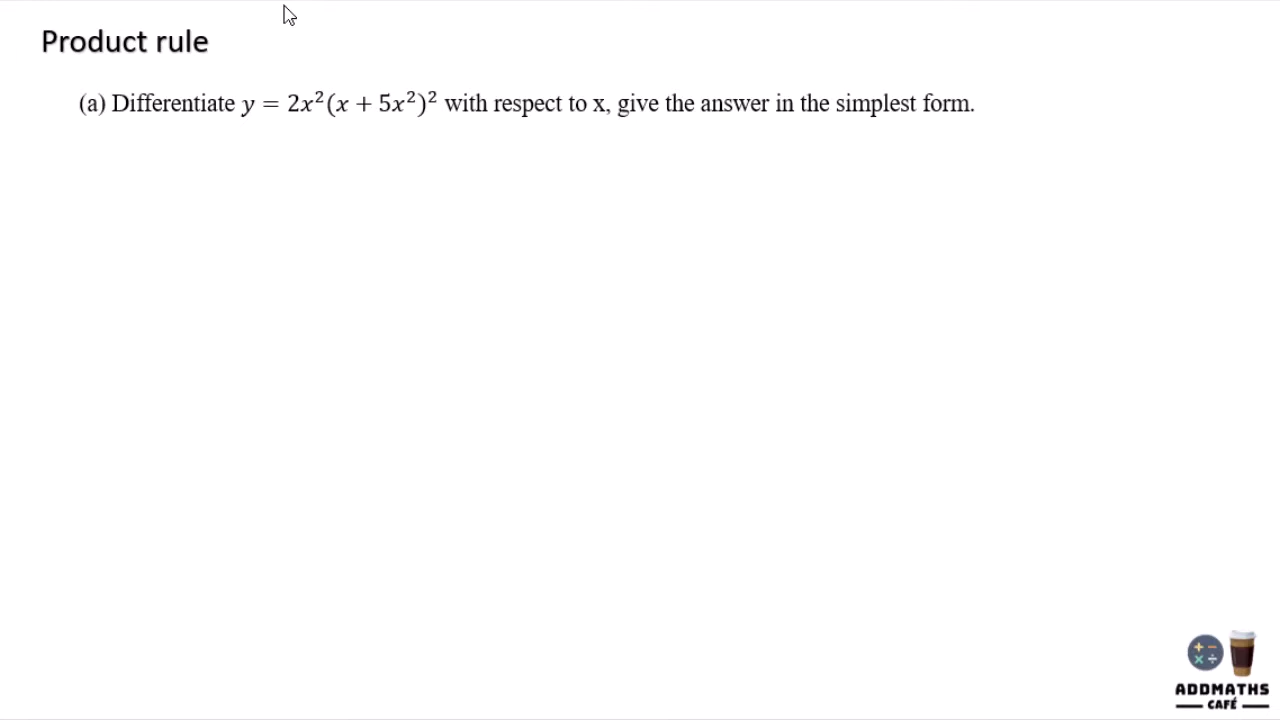 Product rule
(a) Differentiate y = 2x²(x + 5x²)² with respect to x, give the answer in the simplest form.
+ − × ÷
ADDMATHS
CAFÉ